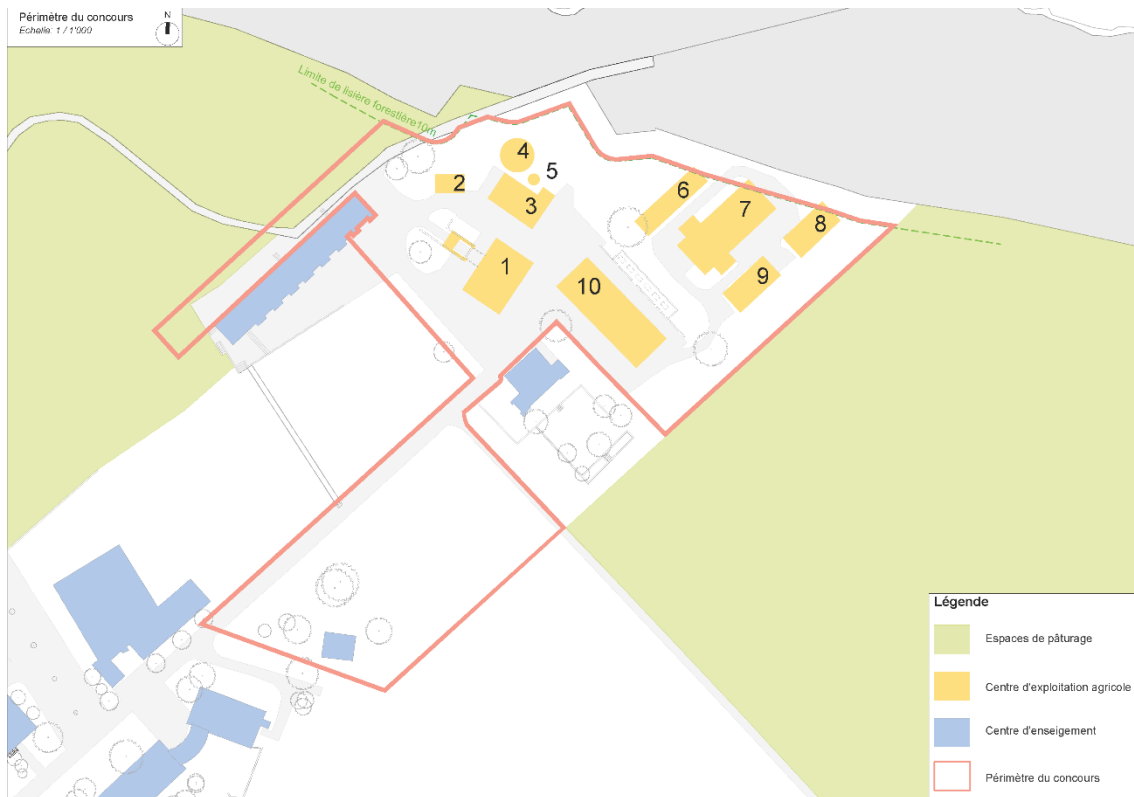 Périmètre du concours
Echelle: 1 / 1'000
N
Limite de lisière forestière10m
4
5
2
3
6
7
8
1
9
10
Légende
Espaces de pâturage
Centre d'exploitation agricole
Centre d'enseigement
Périmètre du concours